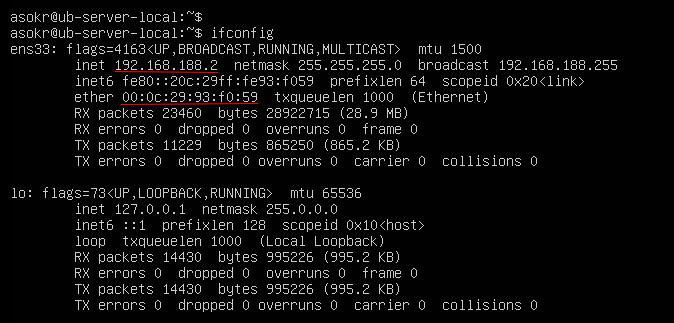 asokr@ub-server-local:~$
asokr@ub-server-local:~$ ifconfig
ens33: flags=4163<UP,BROADCAST,RUNNING,MULTICAST>  mtu 1500
        inet 192.168.188.2  netmask 255.255.255.0  broadcast 192.168.188.255
        inet6 fe80::20c:29ff:fe93:f059  prefixlen 64  scopeid 0x20<link>
        ether 00:0c:29:93:f0:59  txqueuelen 1000  (Ethernet)
        RX packets 23460  bytes 28922715 (28.9 MB)
        RX errors 0  dropped 0  overruns 0  frame 0
        TX packets 11229  bytes 865250 (865.2 KB)
        TX errors 0  dropped 0 overruns 0  carrier 0  collisions 0

lo: flags=73<UP,LOOPBACK,RUNNING>  mtu 65536
        inet 127.0.0.1  netmask 255.0.0.0
        inet6 ::1  prefixlen 128  scopeid 0x10<host>
        loop  txqueuelen 1000  (Local Loopback)
        RX packets 14430  bytes 995226 (995.2 KB)
        RX errors 0  dropped 0  overruns 0  frame 0
        TX packets 14430  bytes 995226 (995.2 KB)
        TX errors 0  dropped 0 overruns 0  carrier 0  collisions 0